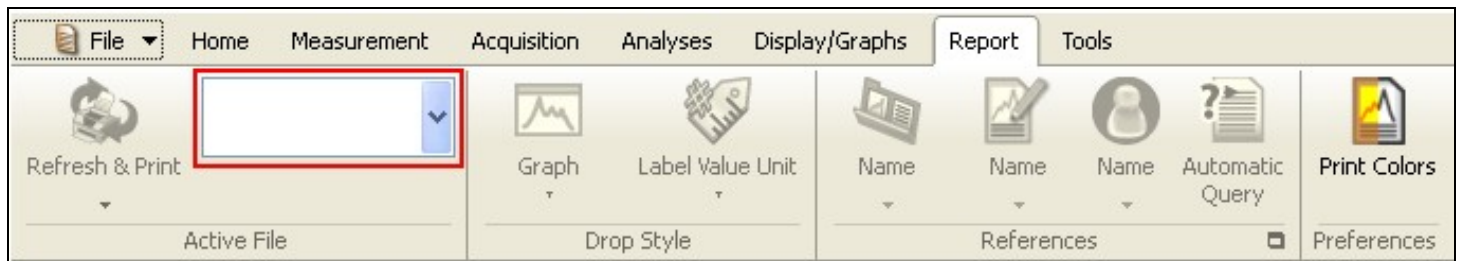 File Home Measurement Acquisition Analyses Display/Graphs Report Tools
Refresh & Print Graph Label Value Unit Name Name Name Automatic Query Print Colors
Active File Drop Style References Preferences